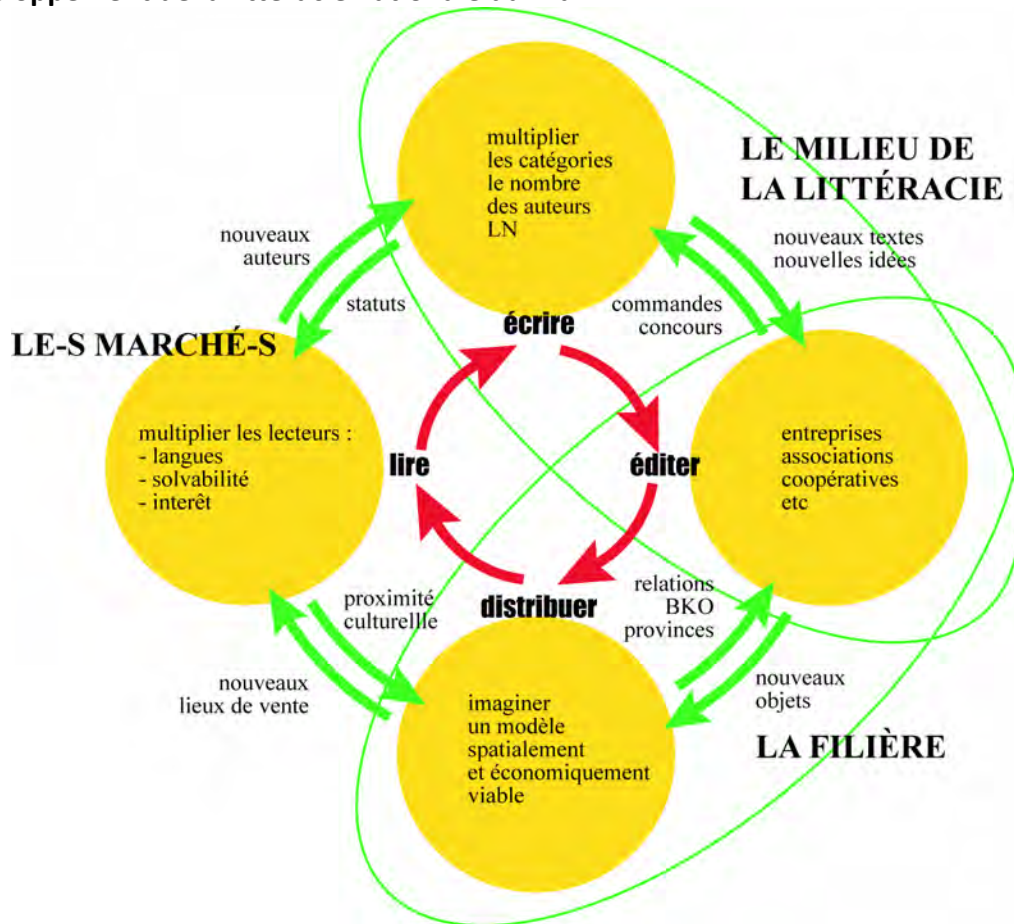 multiplier
les catégories
le nombre
des auteurs
LN
LE MILIEU DE
LA LITTÉRACIE
nouveaux
auteurs
statuts
nouveaux textes
nouvelles idées
commandes
concours
écrire
LE-S MARCHÉ-S
multiplier les lecteurs :
- langues
- solvabilité
- interêt
lire
éditer
entreprises
associations
coopératives
etc
distribuer
proximité
culturellle
relations
BKO
provinces
nouveaux
lieux de vente
nouveaux
objets
imaginer
un modèle
spatialement
et économiquement
viable
LA FILIÈRE